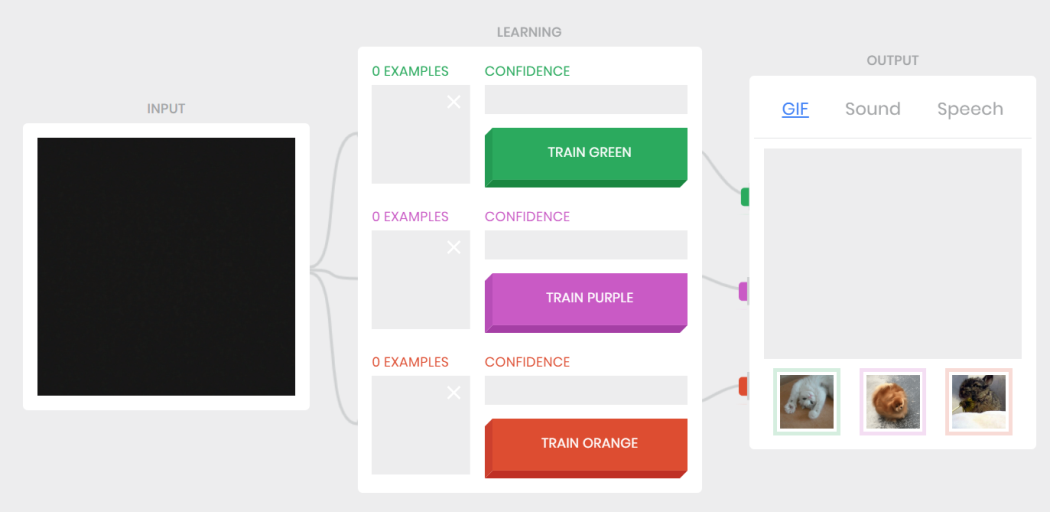 LEARNING
OUTPUT
INPUT
0 EXAMPLES CONFIDENCE
TRAIN GREEN
0 EXAMPLES CONFIDENCE
TRAIN PURPLE
0 EXAMPLES CONFIDENCE
TRAIN ORANGE
GIF Sound Speech